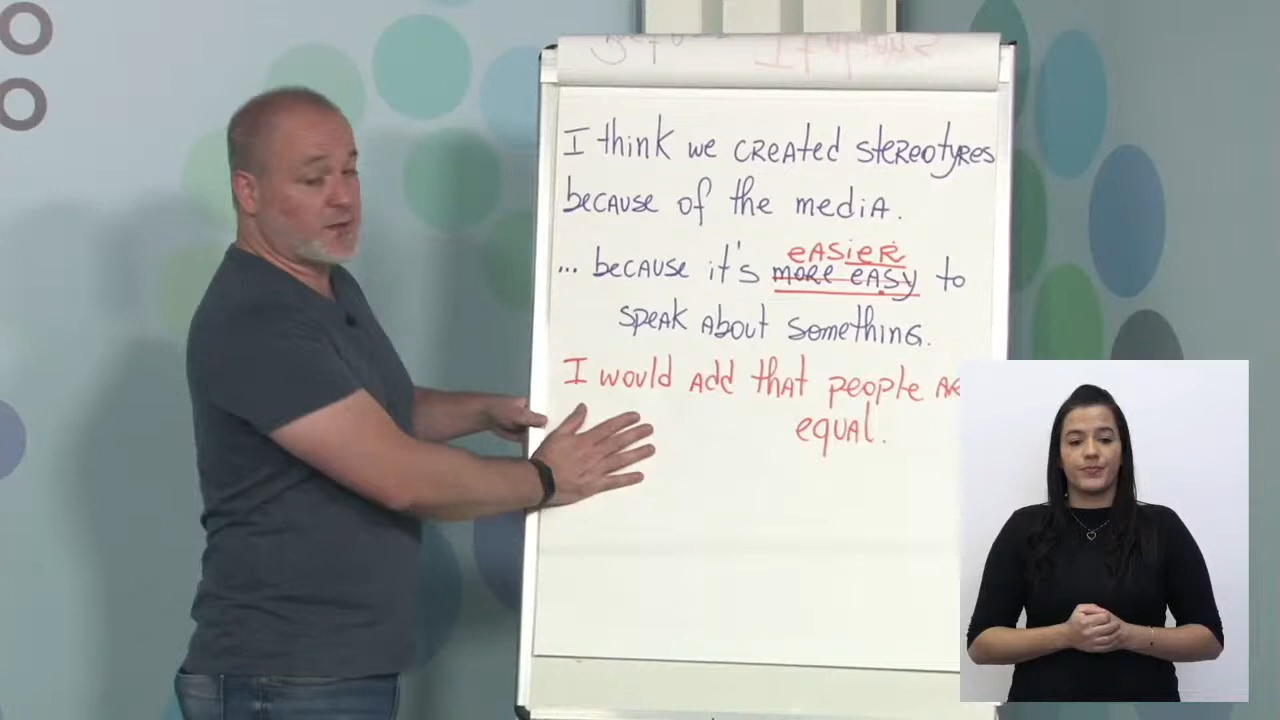 I think we created stereotypes
because of the media.
easier
... because it's more easy to
speak about something.
I would add that people
equal.